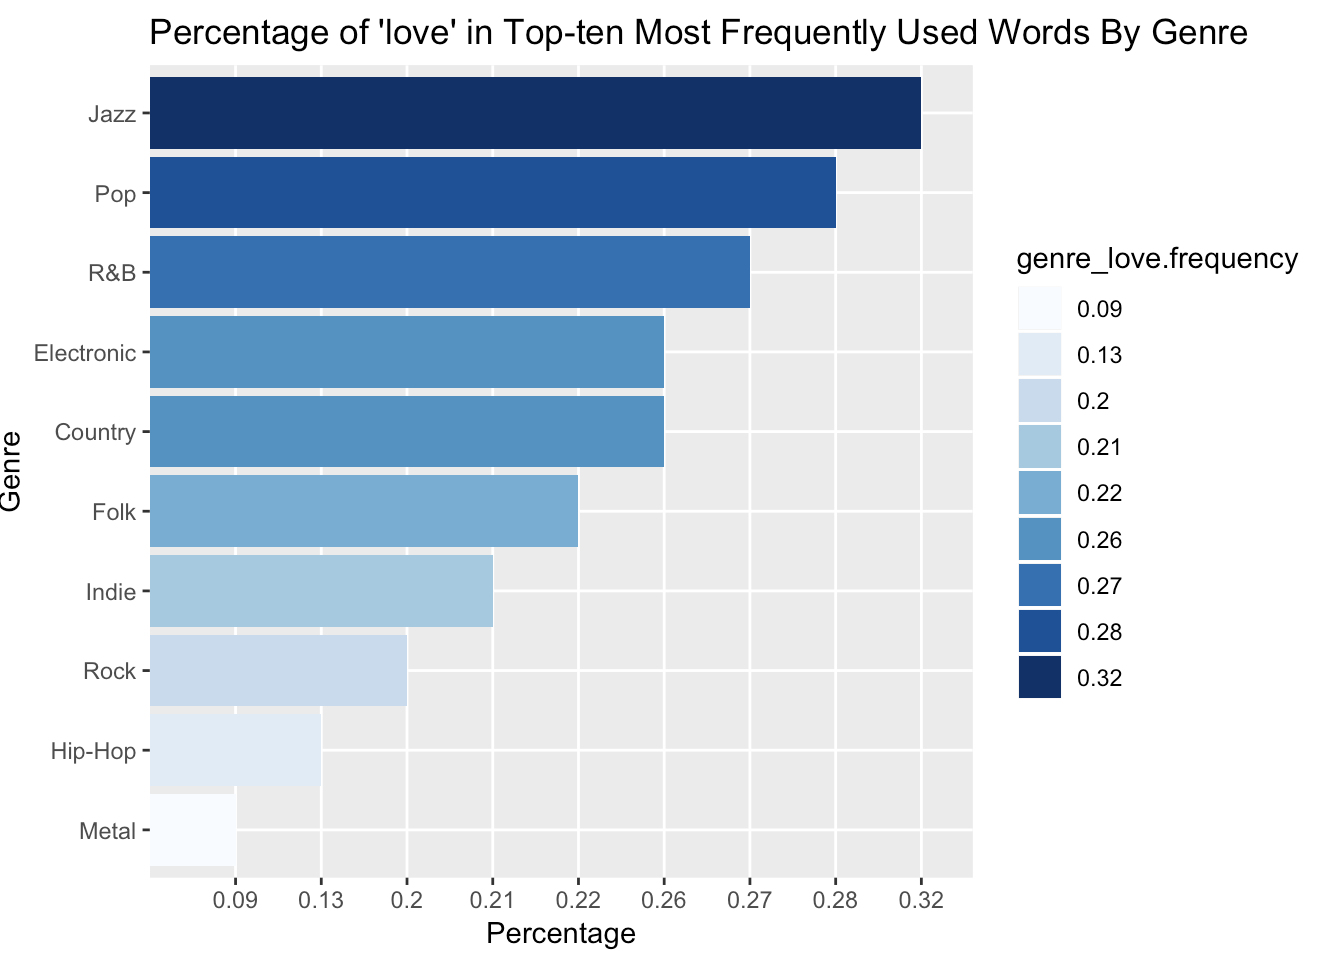 Percentage of 'love' in Top-ten Most Frequently Used Words By Genre
Jazz
Pop
R&B
Electronic
Country
Folk
Indie
Rock
Hip-Hop
Metal
Genre
0.09 0.13 0.2 0.21 0.22 0.26 0.27 0.28 0.32
Percentage
genre_love.frequency
0.09
0.13
0.2
0.21
0.22
0.26
0.27
0.28
0.32